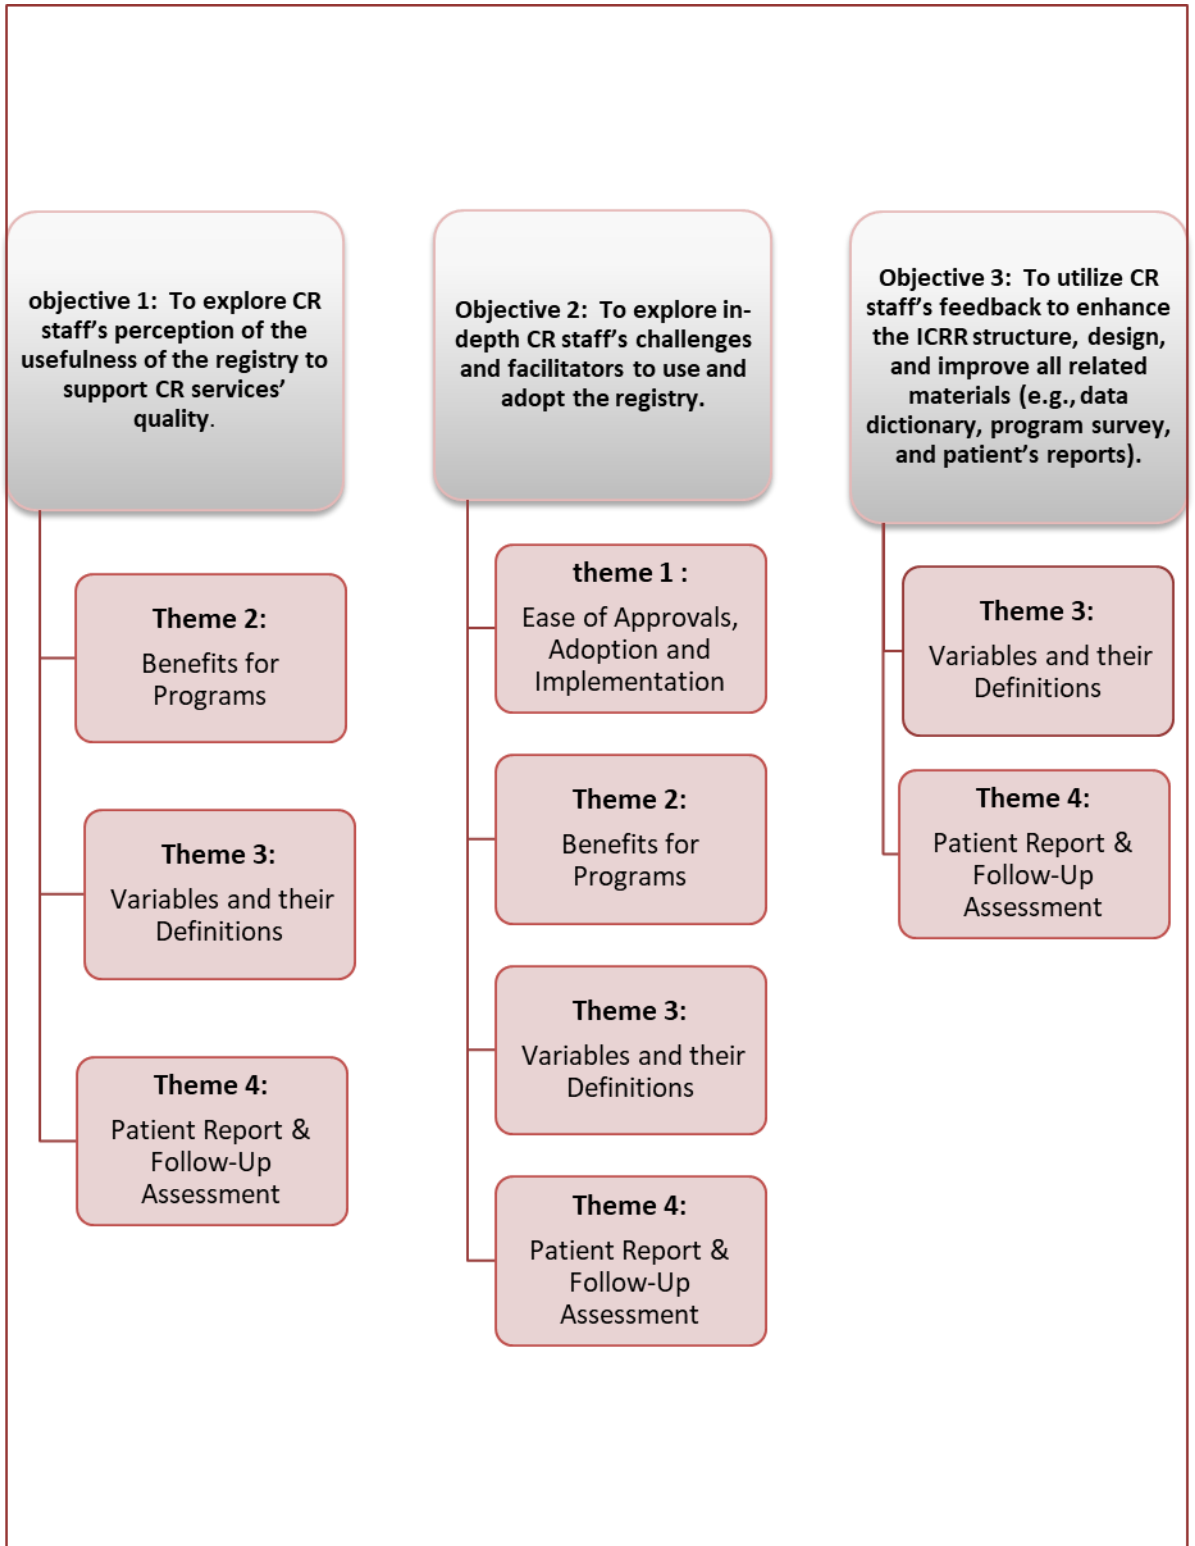 objective 1:  To explore CR
staff’s perception of the
usefulness of the registry to
support CR services’
quality.
Theme 2:
Benefits for
Programs
Theme 3:
Variables and their
Definitions
Theme 4:
Patient Report &
Follow-Up
Assessment
Objective 2:  To explore in-
depth CR staff’s challenges
and facilitators to use and
adopt the registry.
theme 1 :
Ease of Approvals,
Adoption and
Implementation
Theme 2:
Benefits for
Programs
Theme 3:
Variables and their
Definitions
Theme 4:
Patient Report &
Follow-Up
Assessment
Objective 3:  To utilize CR
staff’s feedback to enhance
the ICRR structure, design,
and improve all related
materials (e.g., data
dictionary, program survey,
and patient’s reports).
Theme 3:
Variables and their
Definitions
Theme 4:
Patient Report &
Follow-Up
Assessment